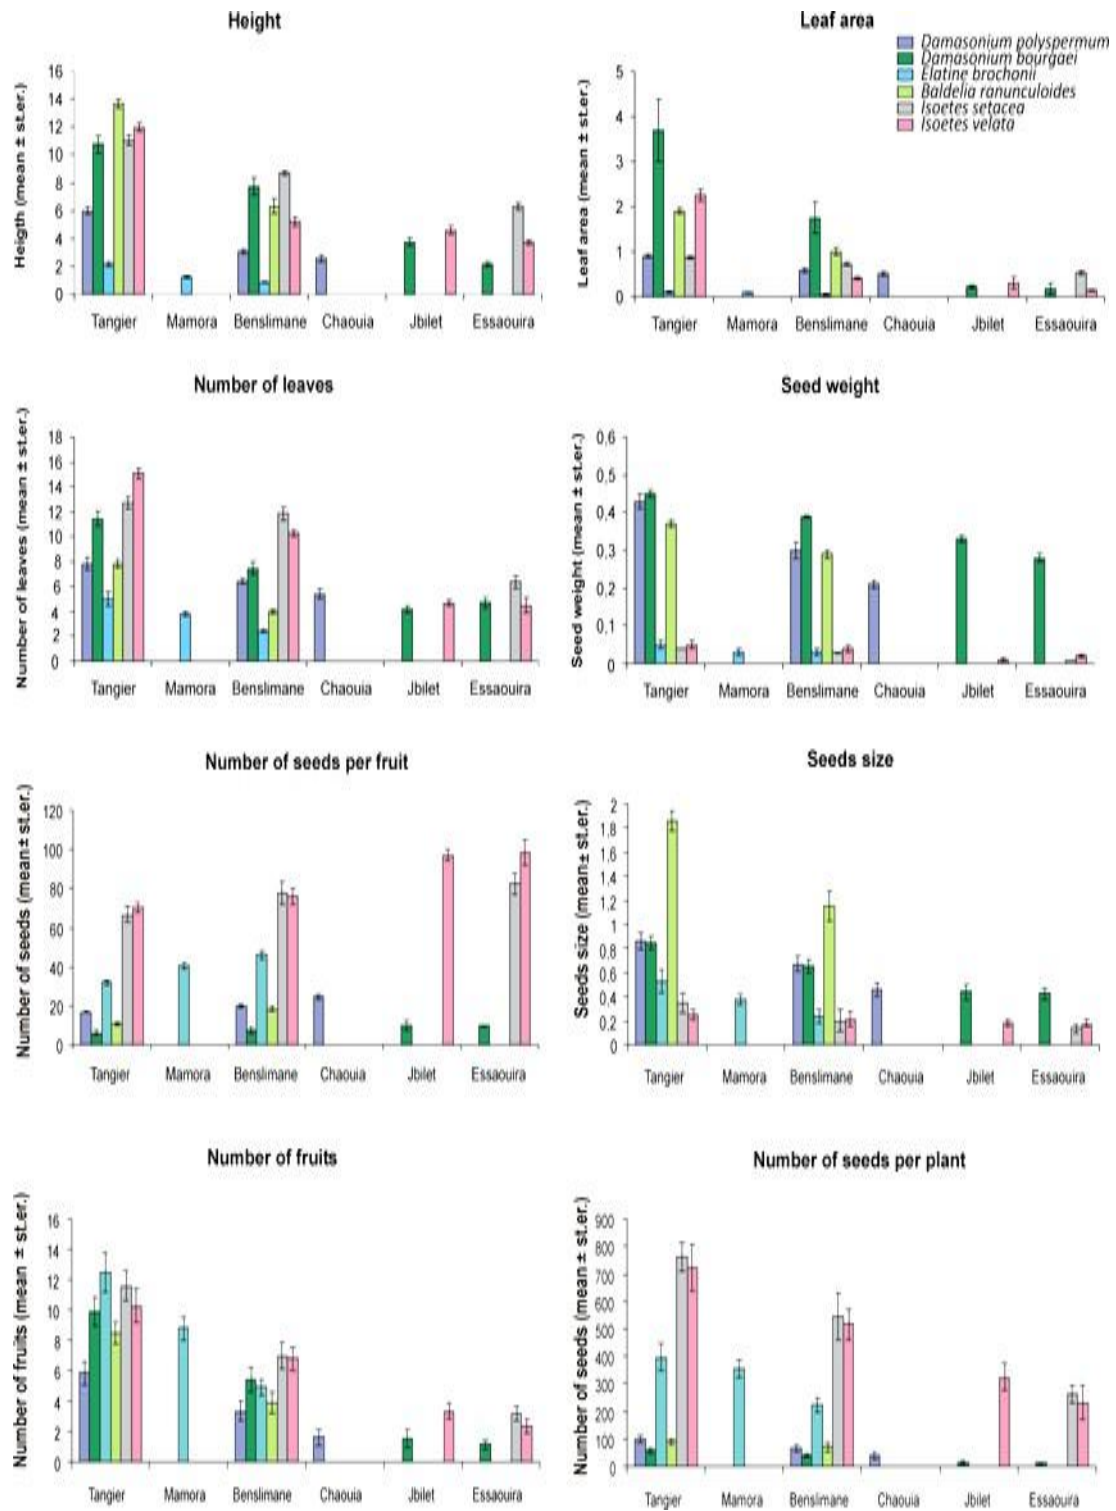 Height
Heigth (mean ± st.er.)
16
14
12
10
8
6
4
2
0
Tangier Mamora Benslimane Chaouia Jbilet Essaouira
Leaf area
Damasonium polyspermum
Damasonium bourgaei
Elatine brochonii
Baldelia ranunculoides
Isoetes setacea
Isoetes velata
Leaf area (mean ± st.er.)
5
4
3
2
1
0
Tangier Mamora Benslimane Chaouia Jbilet Essaouira
Number of leaves
Number of leaves (mean ± st.er.)
18
16
14
12
10
8
6
4
2
0
Tangier Mamora Benslimane Chaouia Jbilet Essaouira
Seed weight
Seed weight (mean ± st.er.)
0,6
0,5
0,4
0,3
0,2
0,1
0
Tangier Mamora Benslimane Chaouia Jbilet Essaouira
Number of seeds per fruit
Number of seeds (mean± st.er.)
120
100
80
60
40
20
0
Tangier Mamora Benslimane Chaouia Jbilet Essaouira
Seeds size
Seeds size (mean± st.er.)
2
1.8
1.6
1.4
1.2
1
0.8
0.6
0.4
0.2
0
Tangier Mamora Benslimane Chaouia Jbilet Essaouira
Number of fruits
Number of fruits (mean ± st.er.)
16
14
12
10
8
6
4
2
0
Tangier Mamora Benslimane Chaouia Jbilet Essaouira
Number of seeds per plant
Number of seeds (mean ± st.er.)
900
800
700
600
500
400
300
200
100
0
Tangier Mamora Benslimane Chaouia Jbilet Essaouira